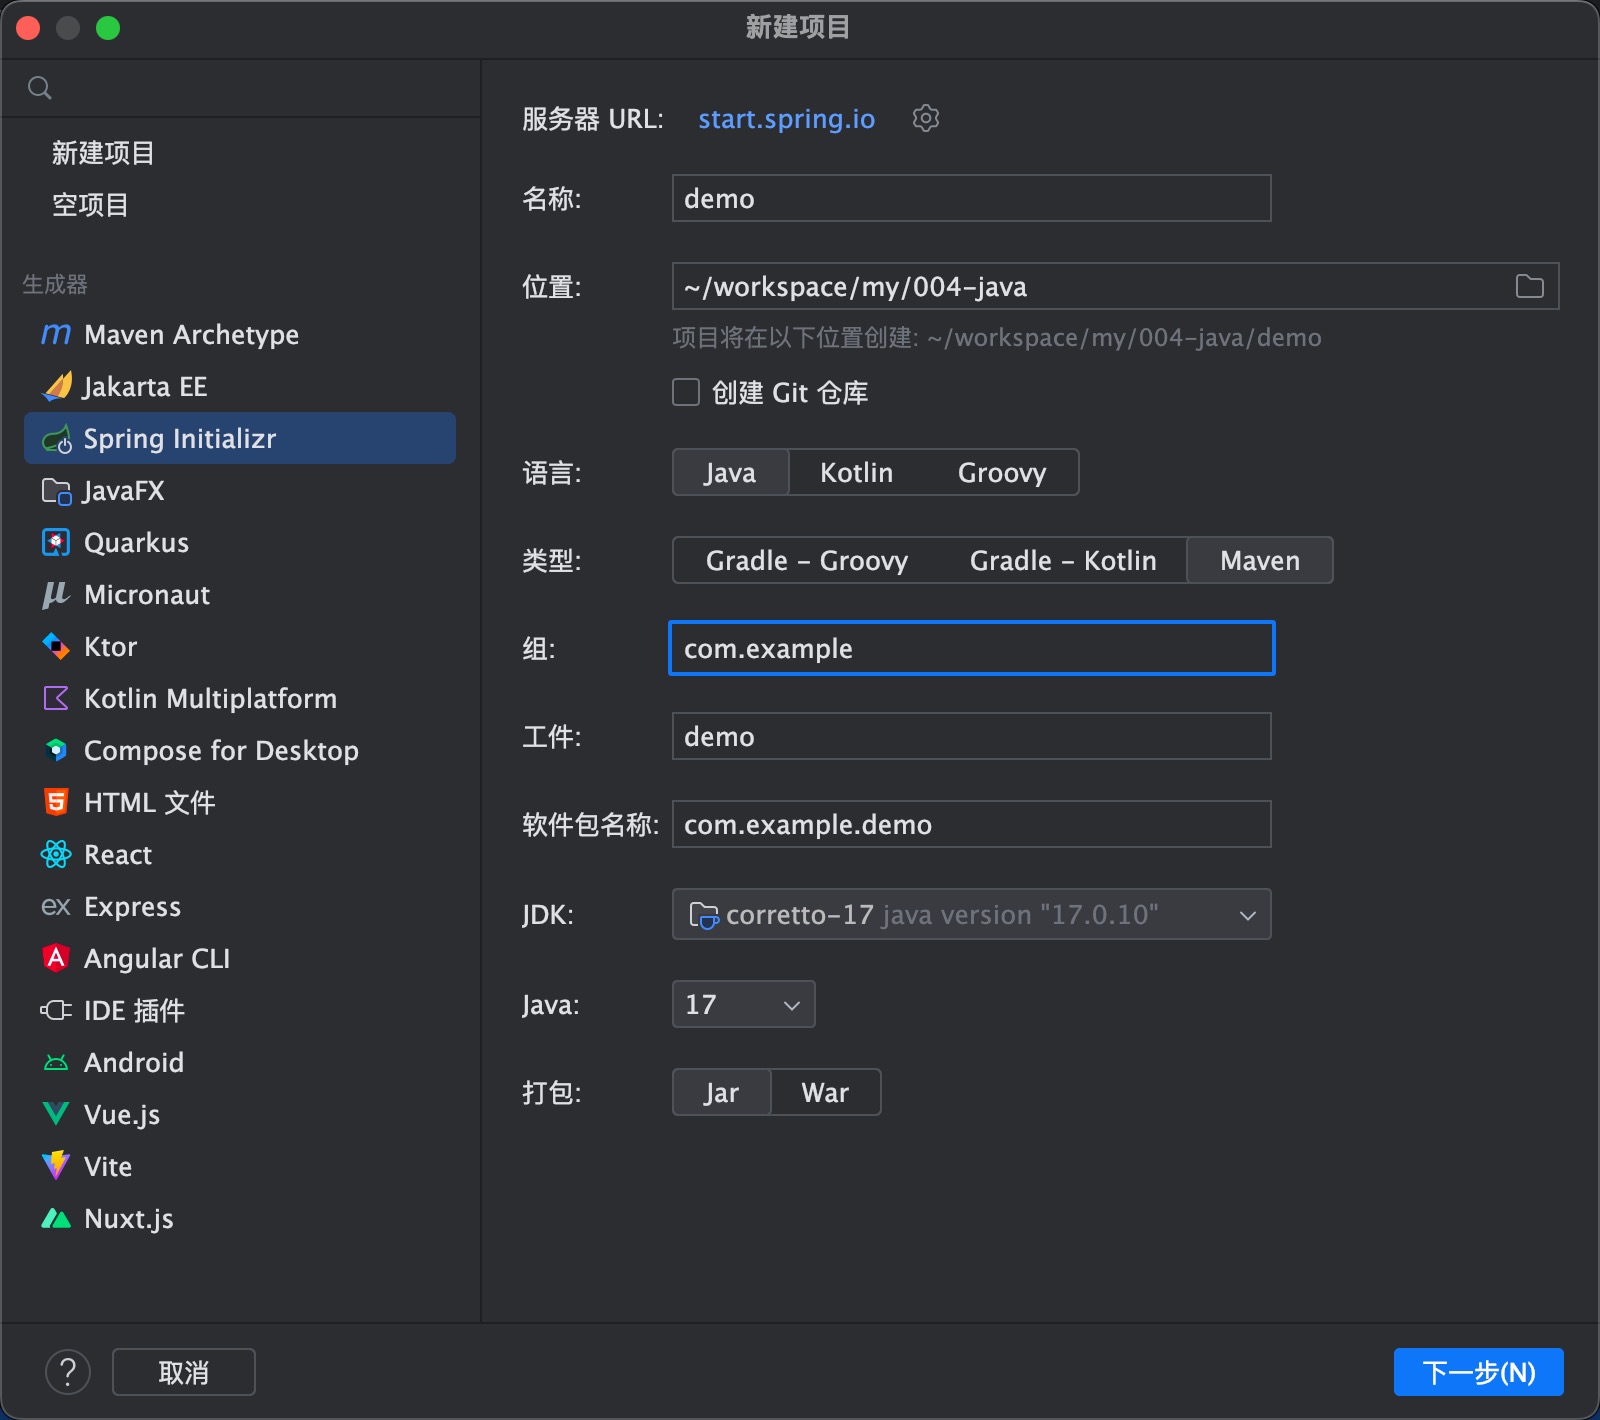 新建项目
新建项目
空项目
生成器
Maven Archetype
Jakarta EE
Spring Initializr
JavaFX
Quarkus
Micronaut
Ktor
Kotlin Multiplatform
Compose for Desktop
HTML 文件
React
ex Express
Angular CLI
IDE 插件
Android
Vue.js
Vite
Nuxt.js
服务器 URL: start.spring.io
名称: demo
位置: ~/workspace/my/004-java
项目将在以下位置创建: ~/workspace/my/004-java/demo
创建 Git 仓库
语言: Java Kotlin Groovy
类型: Gradle - Groovy Gradle - Kotlin Maven
组: com.example
工件: demo
软件包名称: com.example.demo
JDK: corretto-17 java version "17.0.10"
Java: 17
打包: Jar War
? 取消 下一步(N)